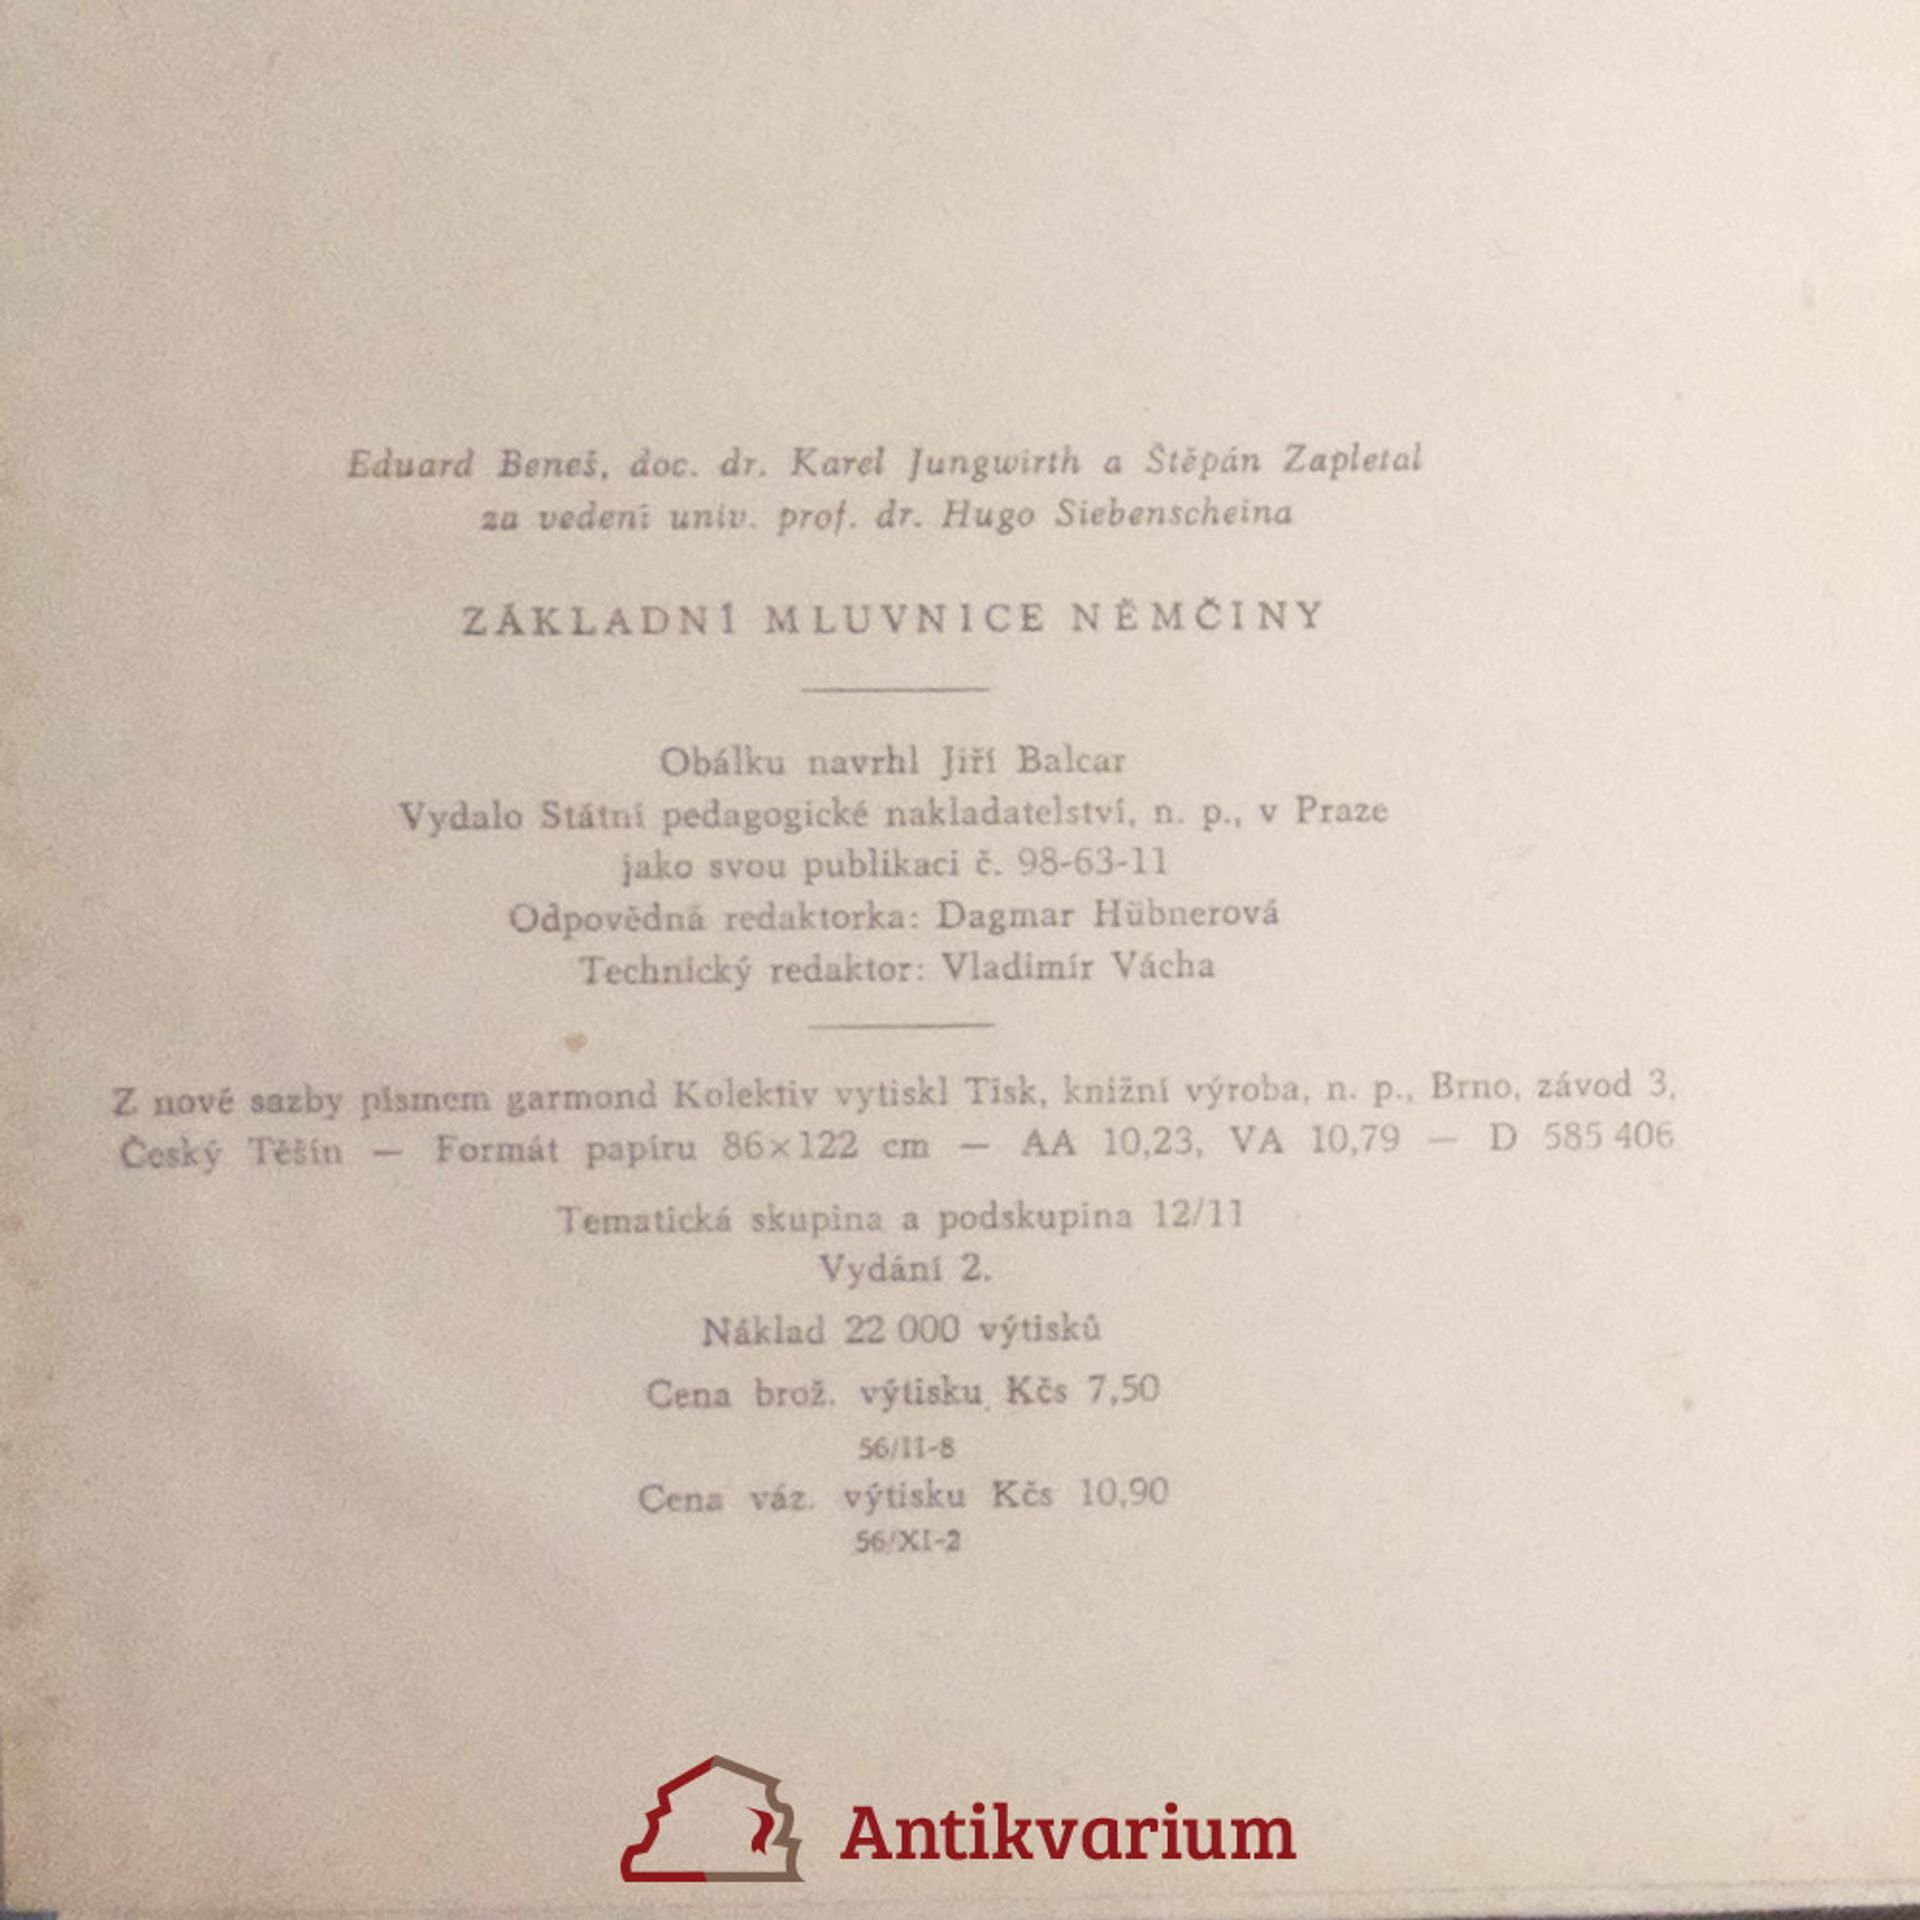 Eduard Beneš, doc. dr. Karel Jungwirth a Štěpán Zapletal
za vedení univ. prof. dr. Hugo Siebenscheina
ZÁKLADNÍ MLUVNICE NĚMČINY
Obálku navrhl Jiří Balcar
Vydalo Státní pedagogické nakladatelství, n. p., v Praze
jako svou publikaci č. 98-63-11
Odpovědná redaktorka: Dagmar Hübnerová
Technický redaktor: Vladimír Vácha
Z nové sazby písmem garmond Kolektiv vytiskl Tisk, knižní výroba, n. p., Brno, závod 3,
Český Těšín — Formát papíru 86×122 cm — AA 10,23, VA 10,79 — D 585 406
Tematická skupina a podskupina 12/11
Vydání 2.
Náklad 22 000 výtisků
Cena brož. výtisku Kčs 7,50
56/II-8
Cena váz. výtisku Kčs 10,90
56/XI-2
Antikvarium